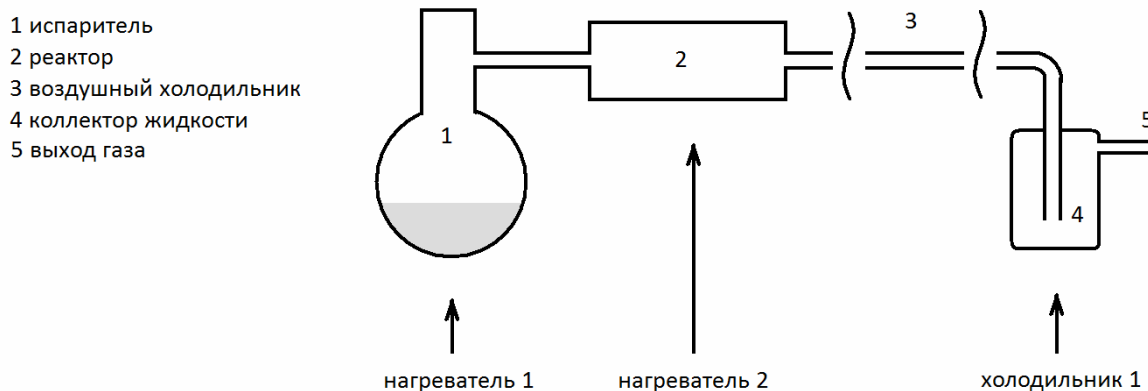 1 испаритель
2 реактор
3 воздушный холодильник
4 коллектор жидкости
5 выход газа
1
2
3
4
5
нагреватель 1
нагреватель 2
холодильник 1